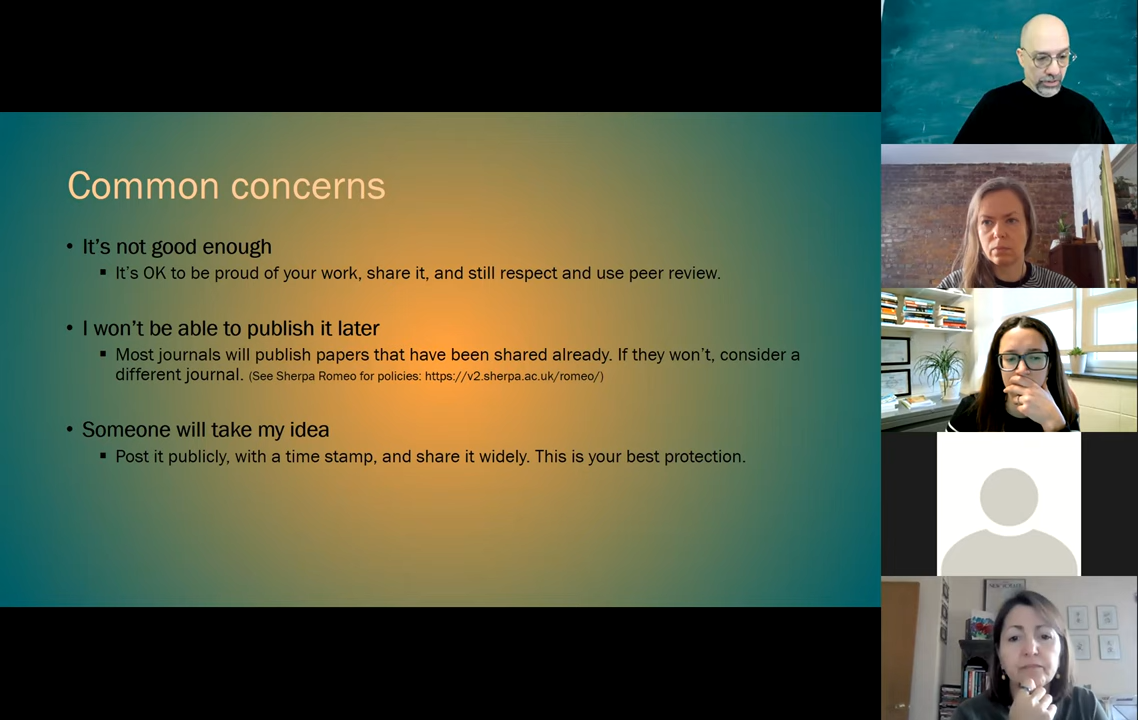 Common concerns
• It's not good enough
▪ It's OK to be proud of your work, share it, and still respect and use peer review.
• I won't be able to publish it later
▪ Most journals will publish papers that have been shared already. If they won't, consider a
different journal. (See Sherpa Romeo for policies: https://v2.sherpa.ac.uk/romeo/)
• Someone will take my idea
▪ Post it publicly, with a time stamp, and share it widely. This is your best protection.